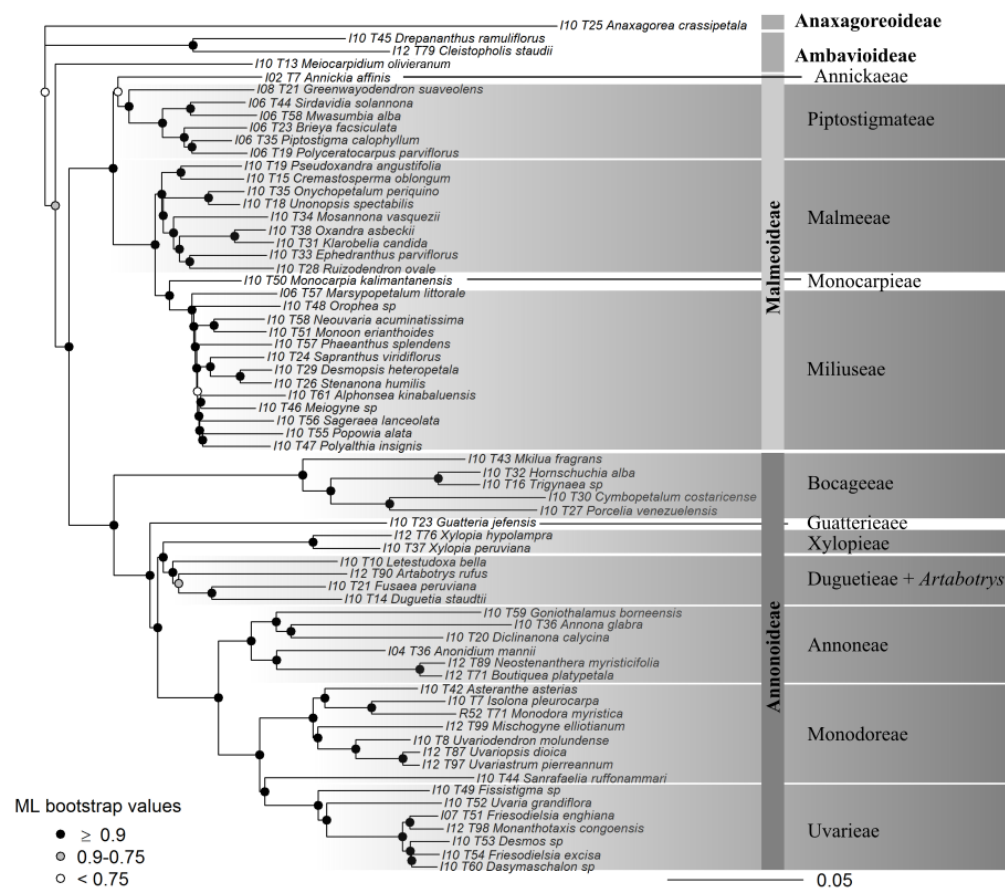 I10 T25 Anaxagorea crassipetala
Anaxagoreoideae
I10 T45 Drepananthus ramuliflorus
I12 T79 Cleistopholis staudii
Ambavioideae
I10 T13 Meiocarpidium olivieranum
I02 T7 Annickia affinis
Annickaeae
I08 T21 Greenwayodendron suaveolens
I06 T44 Sirdavidia solannona
I06 T58 Mwasumbia alba
Piptostigmateae
I06 T23 Brieya facsiculata
I06 T35 Piptostigma calophyllum
I06 T19 Polyceratocarpus parviflorus
I10 T19 Pseudoxandra angustifolia
I10 T15 Cremastosperma oblongum
I10 T35 Onychopetalum periquino
I10 T18 Unonopsis spectabilis
I10 T34 Mosannona vasquezii
Malmeeae
I10 T38 Oxandra asbeckii
I10 T31 Klarobelia candida
I10 T33 Ephedranthus parviflorus
I10 T28 Ruizodendron ovale
Malmeoideae
I10 T50 Monocarpia kalimantanensis
Monocarpieae
I06 T57 Marsypopetalum littorale
I10 T48 Orophea sp
I10 T58 Neouvaria acuminatissima
I10 T51 Monoon erianthoides
I10 T57 Phaeanthus splendens
I10 T24 Sapranthus viridiflorus
I10 T29 Desmopsis heteropetala
Miliuseae
I10 T26 Stenanona humilis
I10 T61 Alphonsea kinabaluensis
I10 T46 Meiogyne sp
I10 T56 Sageraea lanceolata
I10 T55 Popowia alata
I10 T47 Polyalthia insignis
I10 T43 Mkilua fragrans
I10 T32 Hornschuchia alba
I10 T16 Trigynaea sp
Bocageeae
I10 T30 Cymbopetalum costaricense
I10 T27 Porcelia venezuelensis
I10 T23 Guatteria jefensis
Guatterieaee
I12 T76 Xylopia hypolampra
I10 T37 Xylopia peruviana
Xylopieae
I10 T10 Letestudoxa bella
I12 T90 Artabotrys rufus
Duguetieae + Artabotrys
I10 T21 Fusaea peruviana
I10 T14 Duguetia staudtii
I10 T59 Goniothalamus borneensis
I10 T36 Annona glabra
I10 T20 Diclinanona calycina
Annoneae
I04 T36 Anonidium mannii
I12 T89 Neostenanthera myristicifolia
I12 T71 Boutiquea platypetala
Annonoideae
I10 T42 Asteranthe asterias
I10 T7 Isolona pleurocarpa
R52 T71 Monodora myristica
I12 T99 Mischogyne elliotianum
Monodoreae
I10 T8 Uvariodendron molundense
I12 T87 Uvariopsis dioica
I12 T97 Uvariastrum pierreannum
I10 T44 Sanrafaelia ruffonammari
I10 T49 Fissistigma sp
I10 T52 Uvaria grandiflora
I07 T51 Friesodielsia enghiana
I12 T98 Monanthotaxis congoensis
Uvarieae
I10 T53 Desmos sp
I10 T54 Friesodielsia excisa
I10 T60 Dasymaschalon sp
ML bootstrap values
≥ 0.9
0.9-0.75
< 0.75
0.05